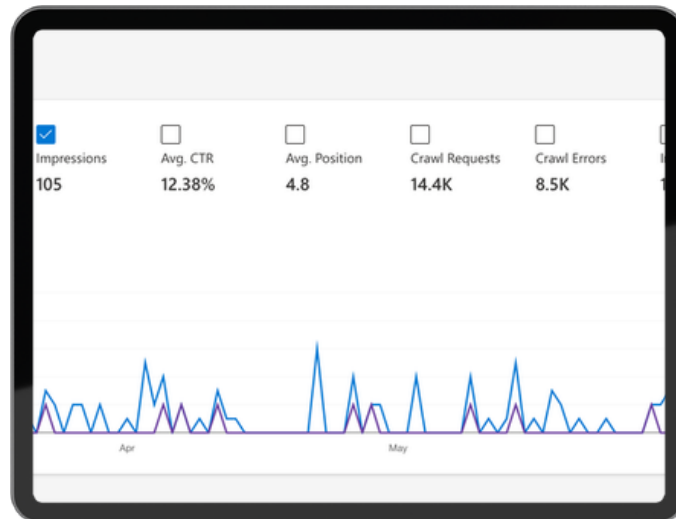 Impressions Avg. CTR Avg. Position Crawl Requests Crawl Errors
105 12.38% 4.8 14.4K 8.5K
Apr May